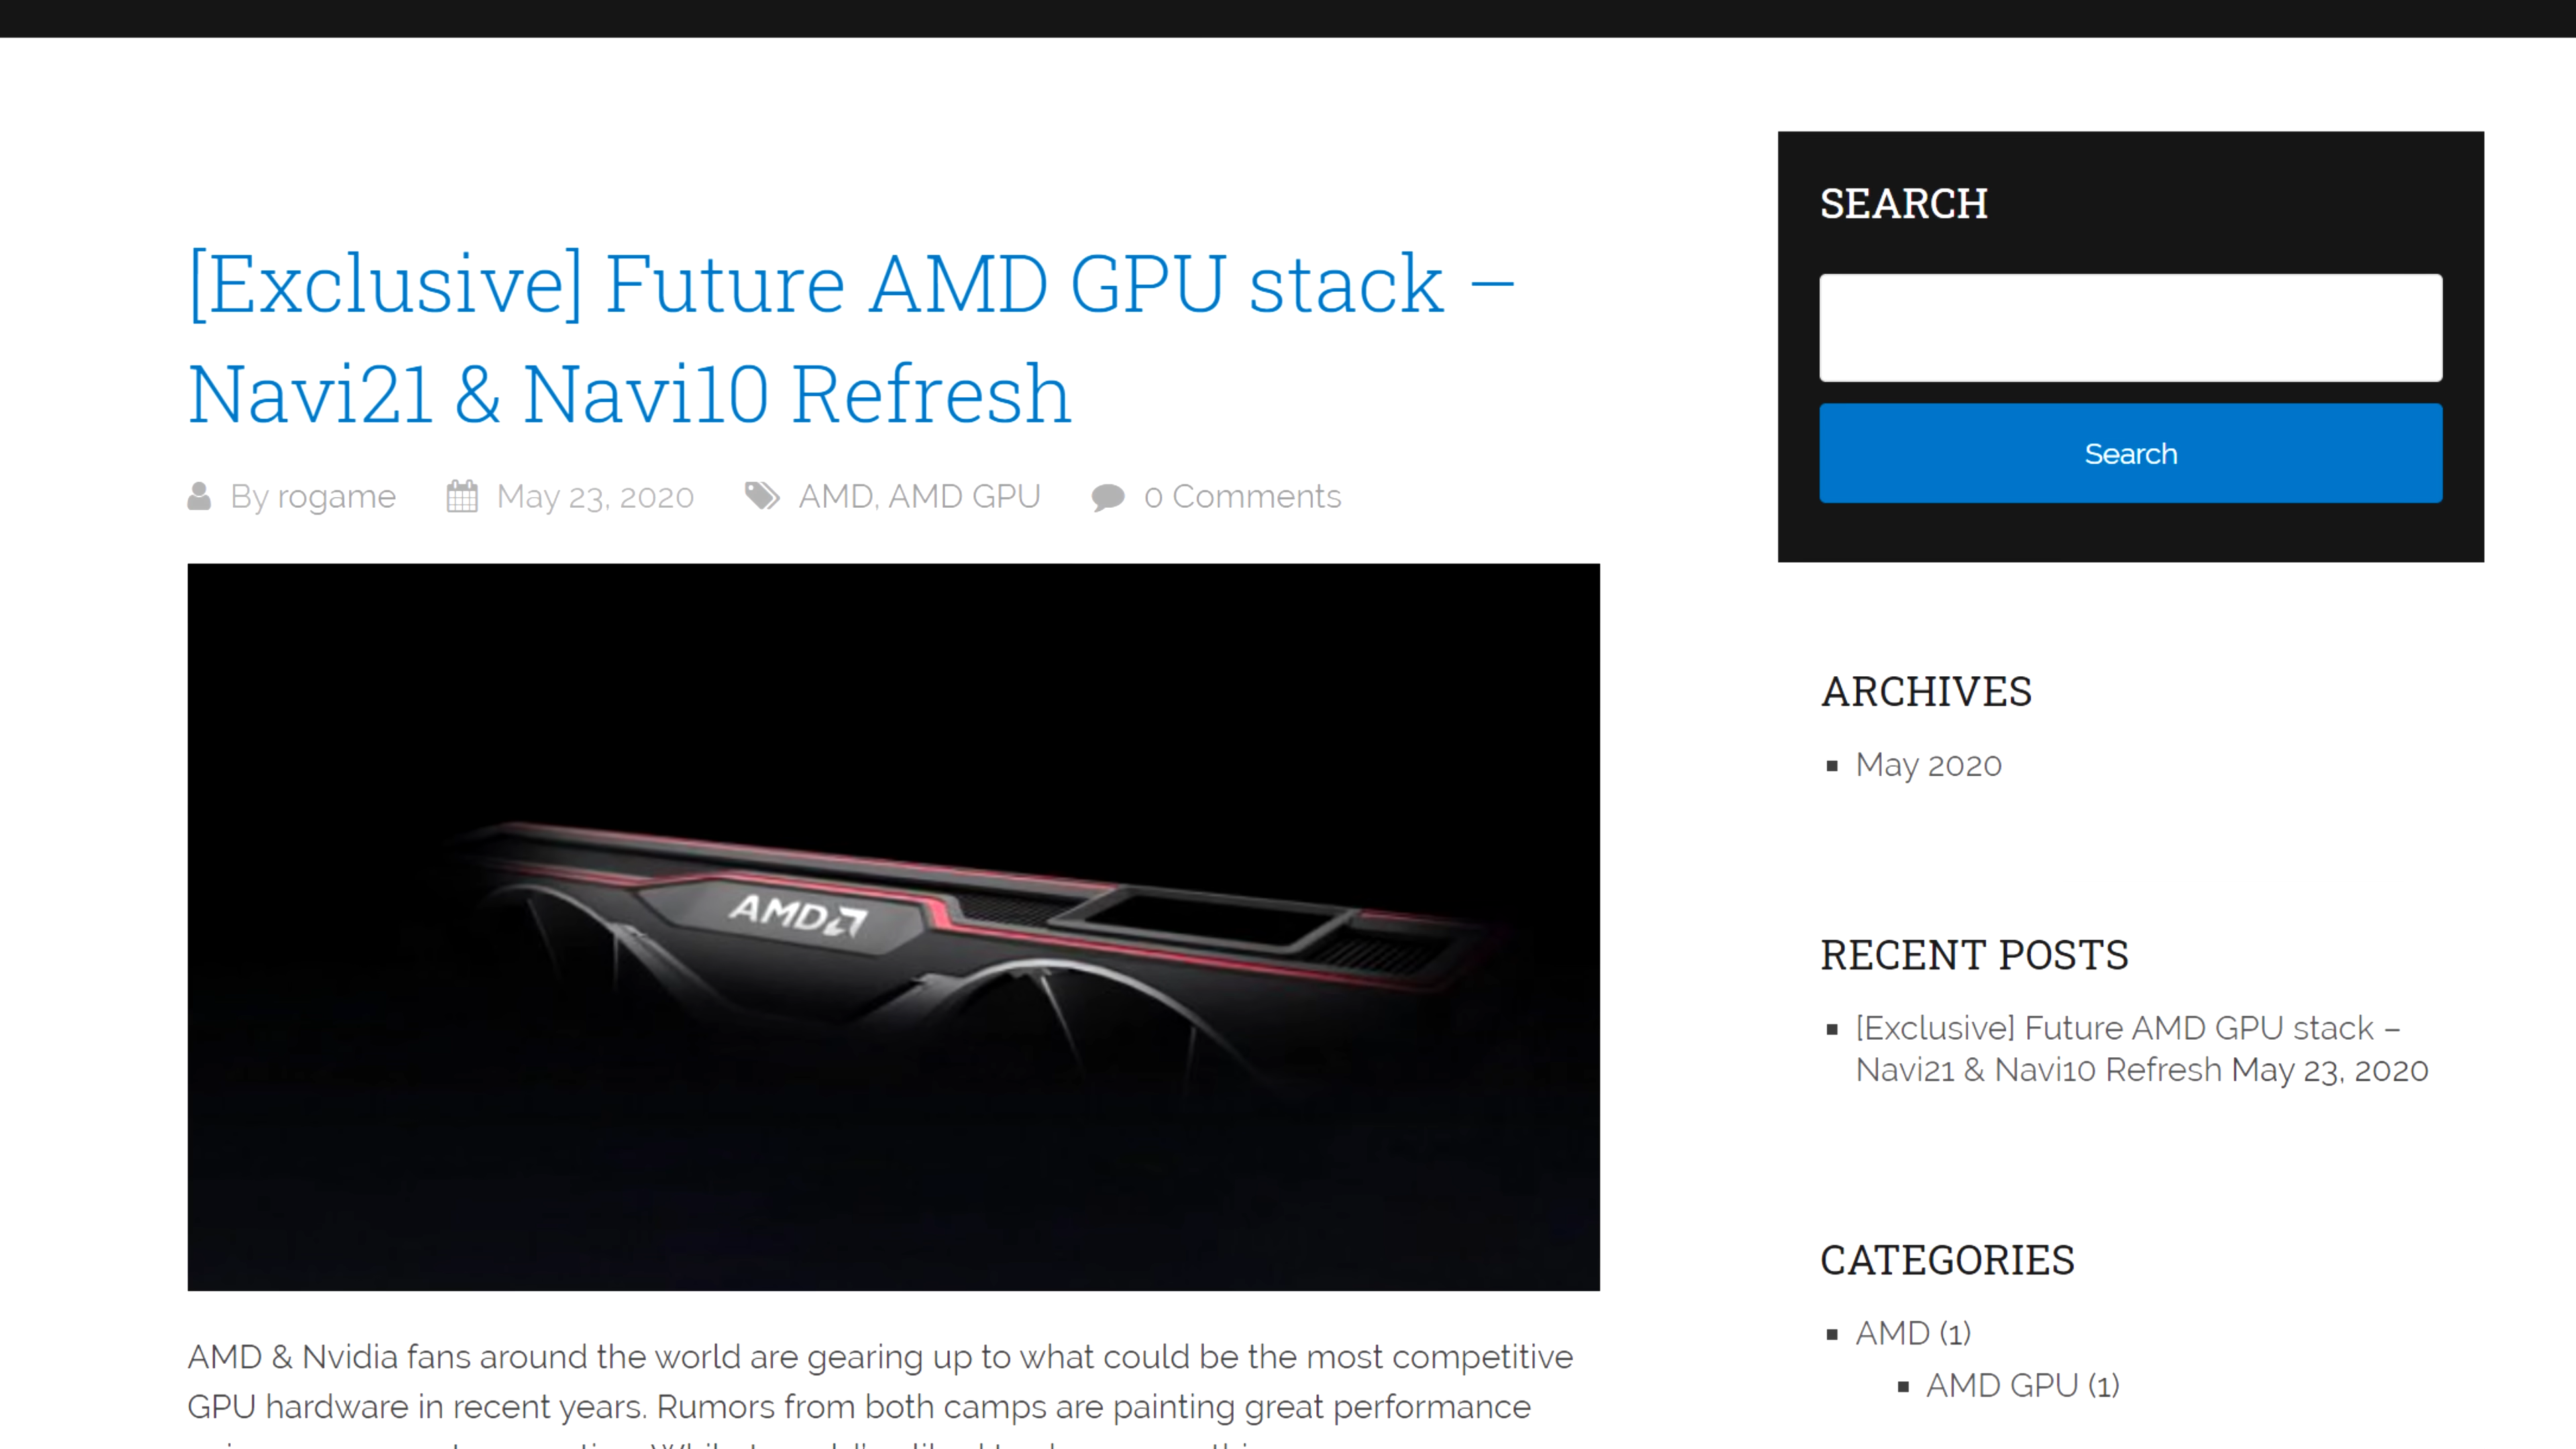 [Exclusive] Future AMD GPU stack –
Navi21 & Navi10 Refresh
By rogame May 23, 2020 AMD, AMD GPU 0 Comments
AMD
AMD & Nvidia fans around the world are gearing up to what could be the most competitive
GPU hardware in recent years. Rumors from both camps are painting great performance
SEARCH
Search
ARCHIVES
▪ May 2020
RECENT POSTS
▪ [Exclusive] Future AMD GPU stack –
Navi21 & Navi10 Refresh May 23, 2020
CATEGORIES
▪ AMD (1)
▪ AMD GPU (1)